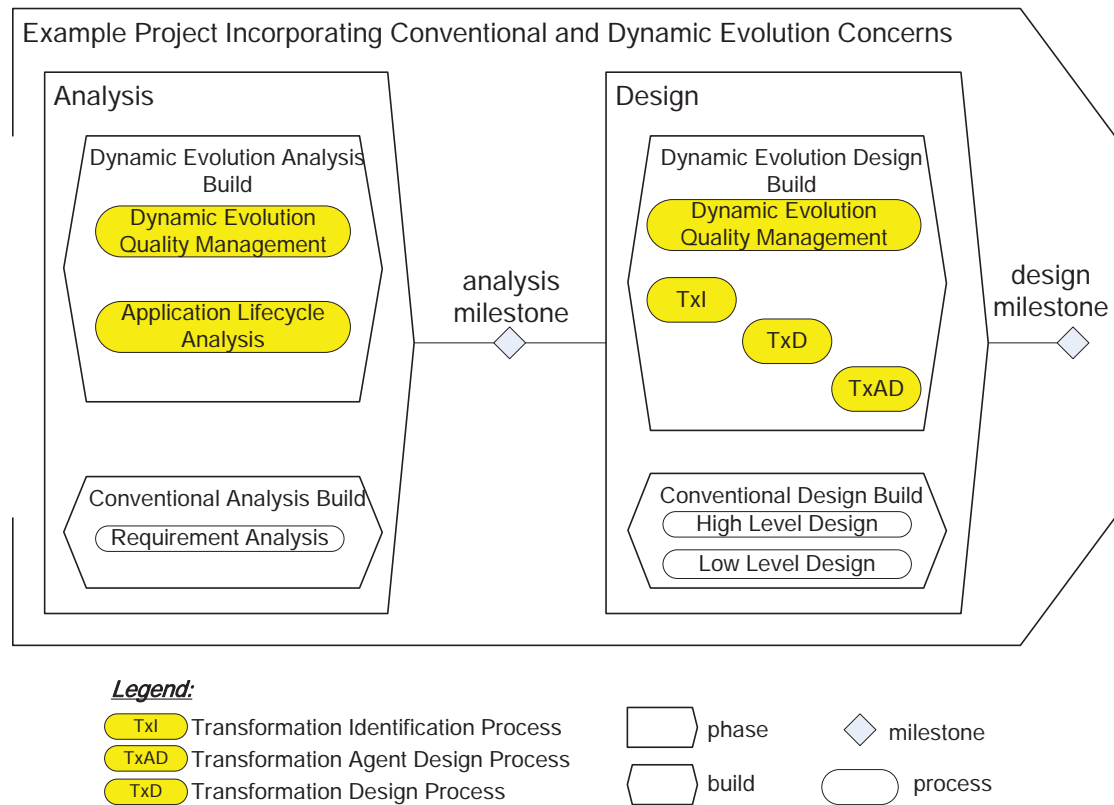 Example Project Incorporating Conventional and Dynamic Evolution Concerns
Analysis
Dynamic Evolution Analysis
Build
Dynamic Evolution
Quality Management
Application Lifecycle
Analysis
Conventional Analysis Build
Requirement Analysis
analysis
milestone
Design
Dynamic Evolution Design
Build
Dynamic Evolution
Quality Management
TxI
TxD
TxAD
Conventional Design Build
High Level Design
Low Level Design
design
milestone
Legend:
TxI Transformation Identification Process
TxAD Transformation Agent Design Process
TxD Transformation Design Process
phase
build
milestone
process